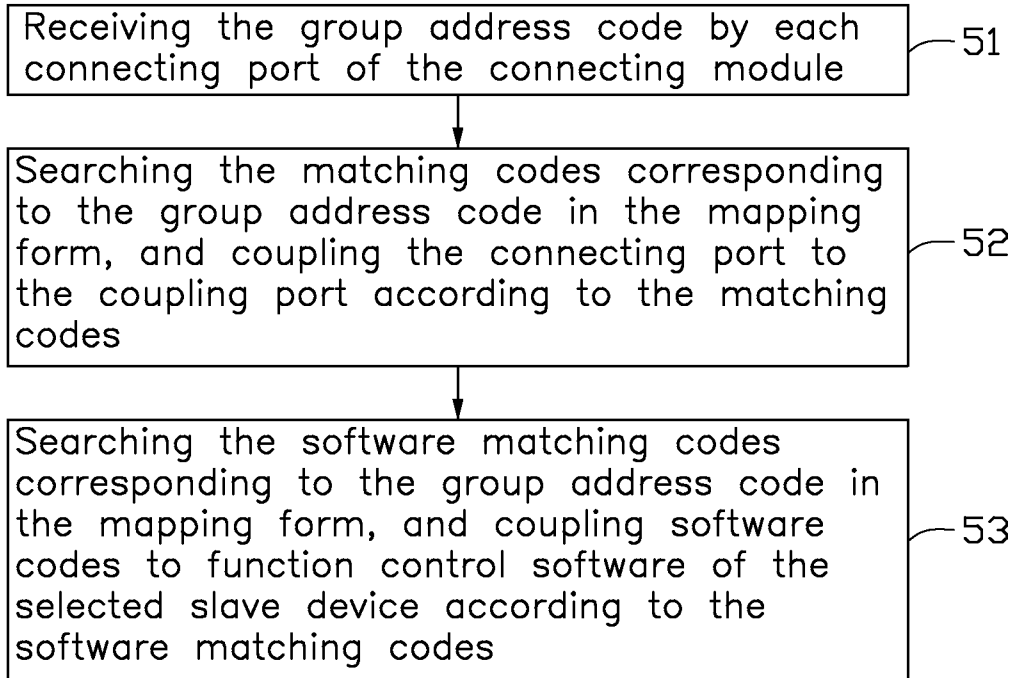 Receiving the group address code by each
connecting port of the connecting module
51
Searching the matching codes corresponding
to the group address code in the mapping
form, and coupling the connecting port to
the coupling port according to the matching
codes
52
Searching the software matching codes
corresponding to the group address code in
the mapping form, and coupling software
codes to function control software of the
selected slave device according to the
software matching codes
53